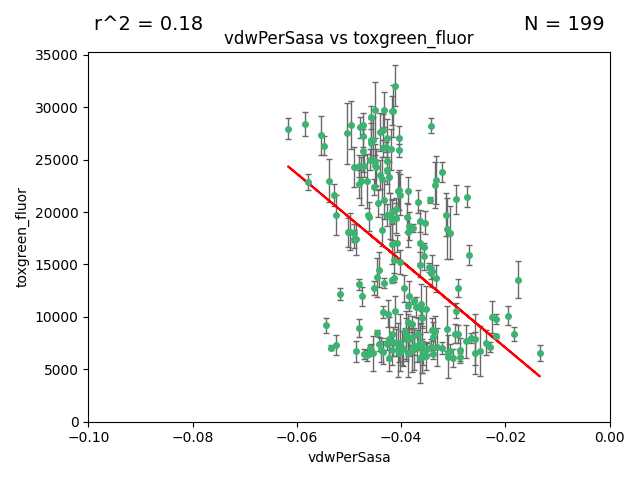 r^2 = 0.18
N = 199
vdwPerSasa vs toxgreen_fluor
35000
30000
25000
20000
15000
10000
5000
0
toxgreen_fluor
−0.10
−0.08
−0.06
−0.04
−0.02
0.00
vdwPerSasa